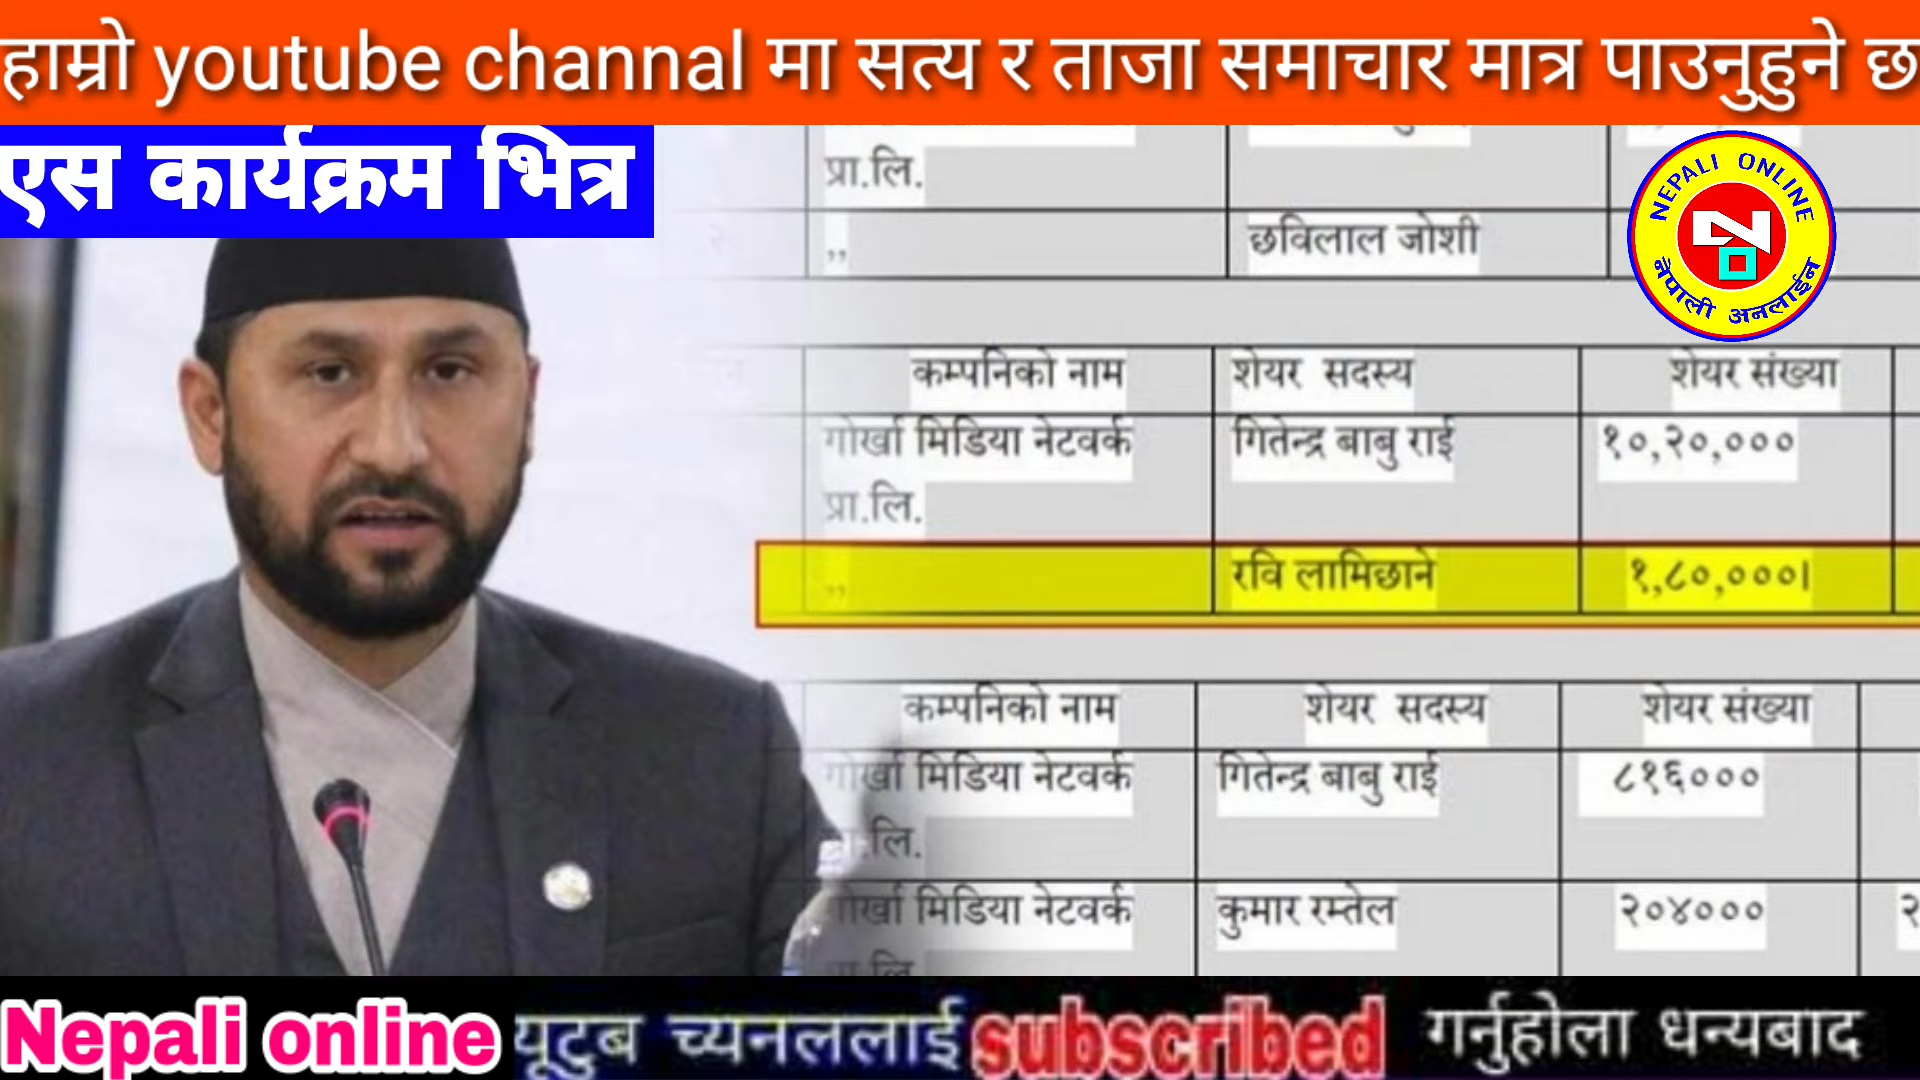 हाम्रो youtube channal मा सत्य र ताजा समाचार मात्र पाउनुहुने छ
एस कार्यक्रम भित्र
NEPALI ONLINE
नेपाली अनलाईन
प्रा.लि.
,, छविलाल जोशी
कम्पनिको नाम शेयर सदस्य शेयर संख्या
गोर्खा मिडिया नेटवर्क गितेन्द्र बाबु राई १०,२०,०००
प्रा.लि.
,, रवि लामिछाने १,८०,०००।
कम्पनिको नाम शेयर सदस्य शेयर संख्या
गोर्खा मिडिया नेटवर्क गितेन्द्र बाबु राई ८१६०००
प्रा.लि.
गोर्खा मिडिया नेटवर्क कुमार रम्तेल २०४००० २
प्रा.लि.
Nepali online यूटुब च्यनललाई subscribed गर्नुहोला धन्यबाद